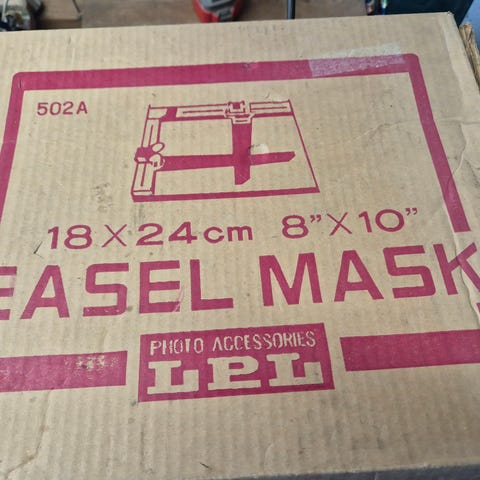 502A
18×24cm 8”×10”
EASEL MASK
PHOTO ACCESSORIES
LPL